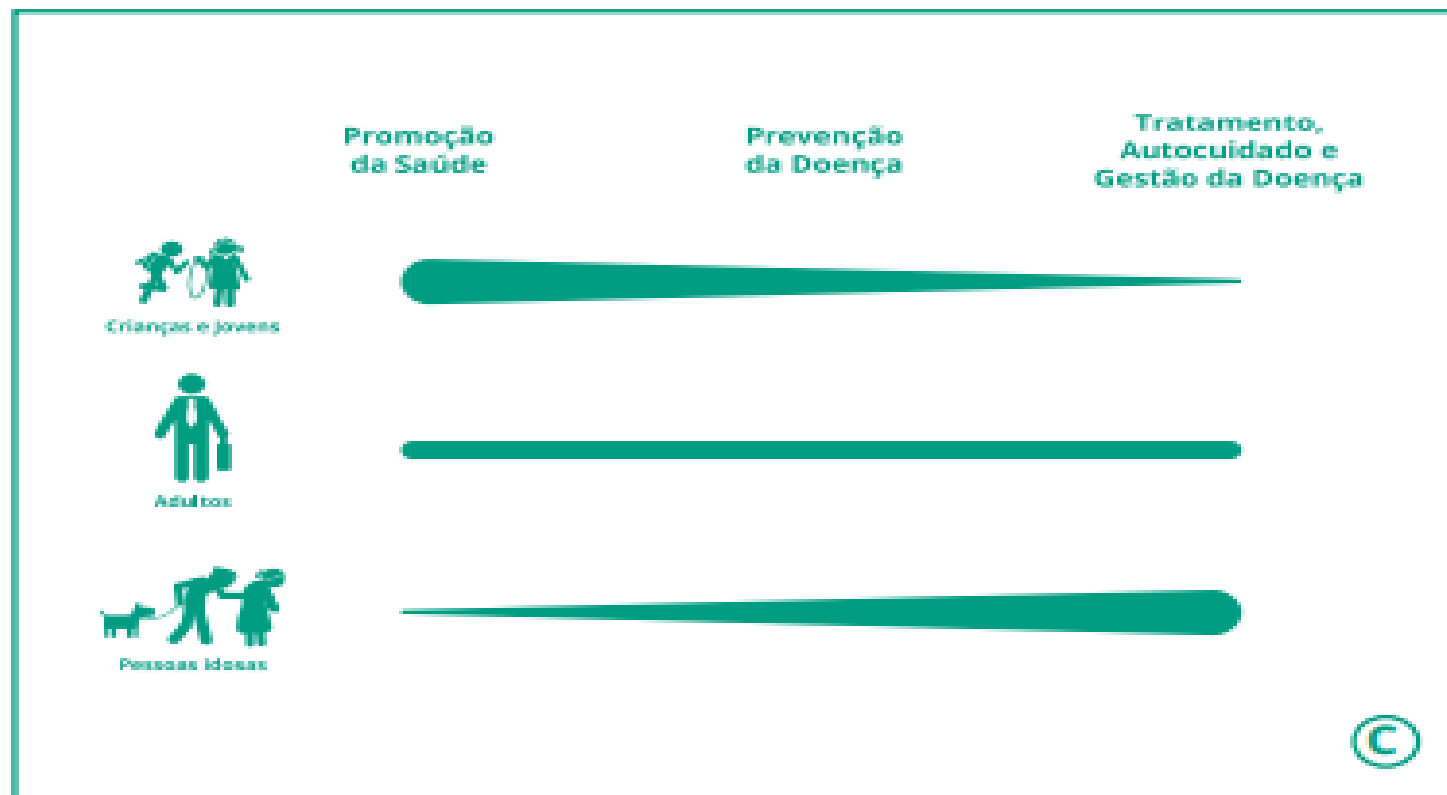 Promoção
da Saúde
Prevenção
da Doença
Tratamento,
Autocuidado e
Gestão da Doença
Crianças e Jovens
Adultos
Pessoas idosas
©